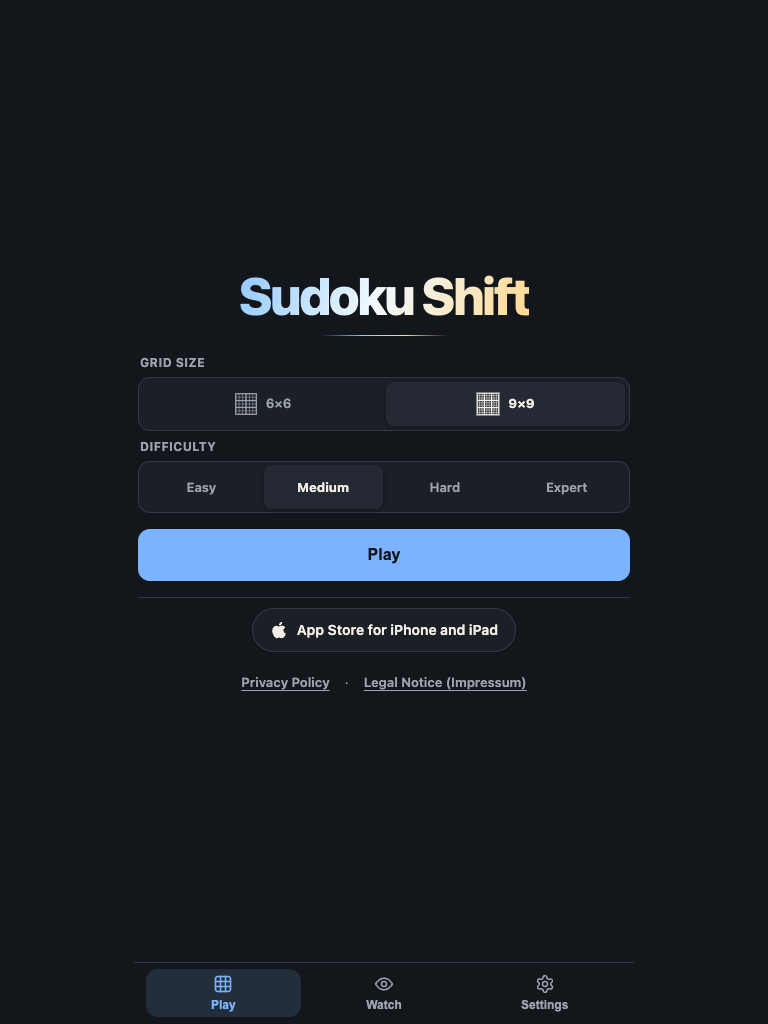 Sudoku Shift
GRID SIZE
6×6 9×9
DIFFICULTY
Easy Medium Hard Expert
Play
App Store for iPhone and iPad
Privacy Policy · Legal Notice (Impressum)
Play Watch Settings